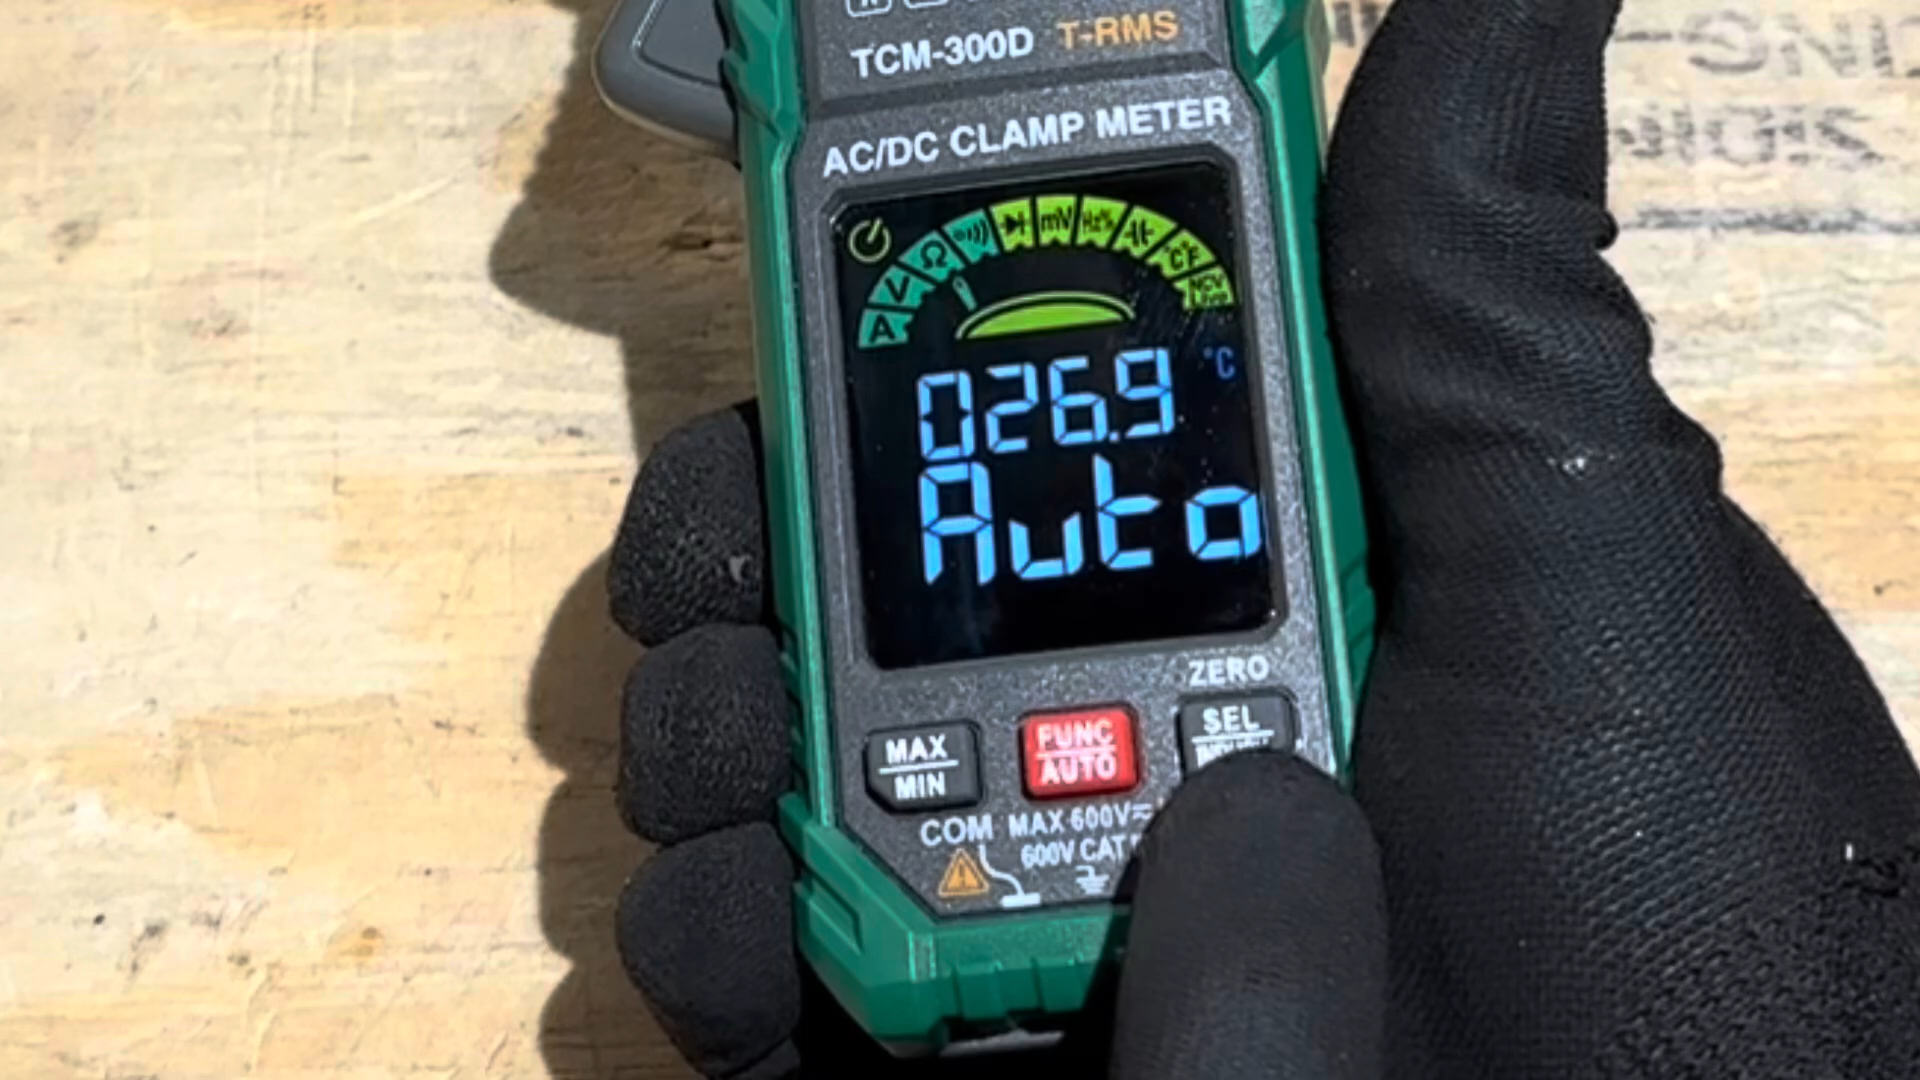 TCM-300D T-RMS
AC/DC CLAMP METER
A V Ω mV Hz% °C°F NCV
026.9 °C
Auto
ZERO
MAX
MIN
FUNC
AUTO
SEL
COM MAX 600V
600V CAT